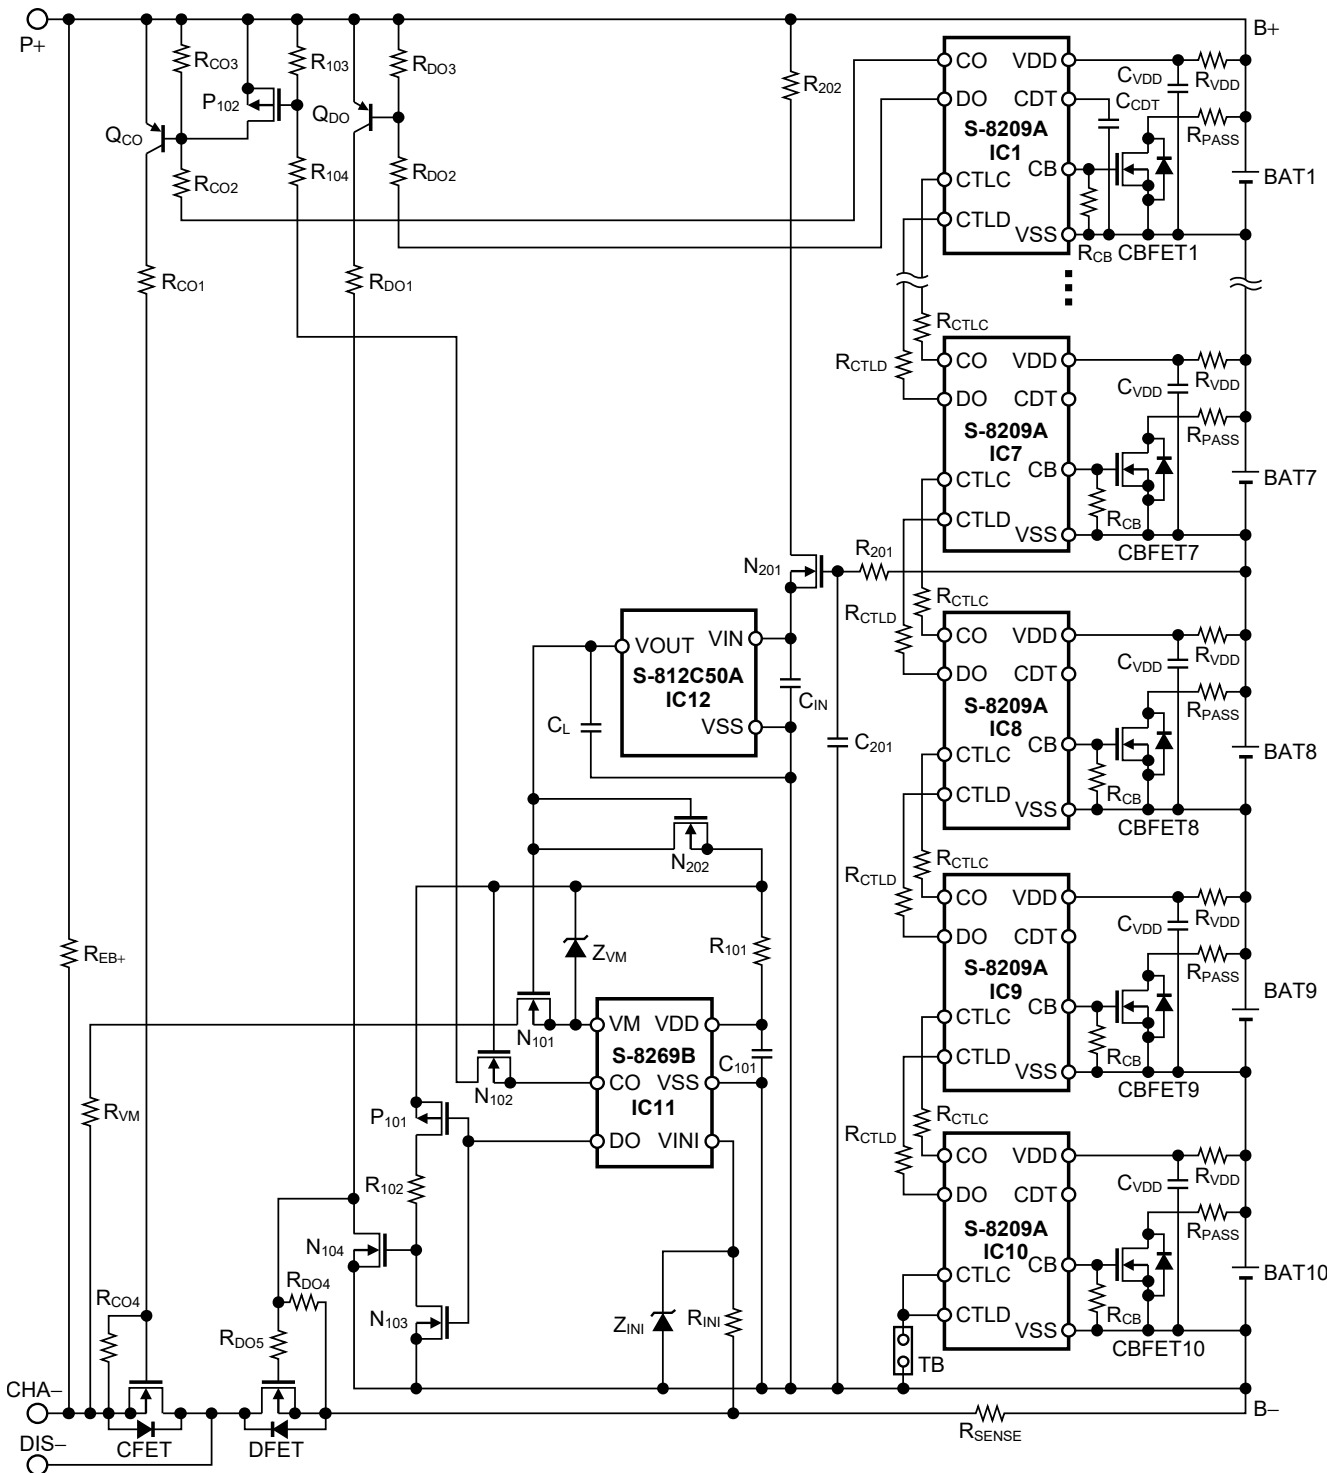 P+
B+
RCO3
R103
RDO3
P102
QCO
QDO
RCO2
R104
RDO2
RCO1
RDO1
R202
CO
VDD
DO
CDT
S-8209A
IC1
CB
CTLC
CTLD
VSS
CVDD
RVDD
CCDT
RPASS
BAT1
RCB
CBFET1
RCTLC
RCTLD
CO
VDD
DO
CDT
S-8209A
IC7
CB
CTLC
CTLD
VSS
CVDD
RVDD
RPASS
BAT7
RCB
CBFET7
R201
N201
RCTLC
RCTLD
CO
VDD
DO
CDT
S-8209A
IC8
CB
CTLC
CTLD
VSS
CVDD
RVDD
RPASS
BAT8
RCB
CBFET8
VOUT
VIN
S-812C50A
IC12
VSS
CL
CIN
C201
N202
RCTLC
RCTLD
CO
VDD
DO
CDT
S-8209A
IC9
CB
CTLC
CTLD
VSS
CVDD
RVDD
RPASS
BAT9
RCB
CBFET9
REB+
ZVM
R101
N101
VM
VDD
S-8269B
CO
VSS
IC11
DO
VINI
C101
N102
RVM
P101
R102
N104
N103
RCTLC
RCTLD
CO
VDD
DO
CDT
S-8209A
IC10
CB
CTLC
CTLD
VSS
CVDD
RVDD
RPASS
BAT10
RCB
CBFET10
RCO4
RDO4
RDO5
ZINI
RINI
TB
CHA−
DIS−
CFET
DFET
RSENSE
B−